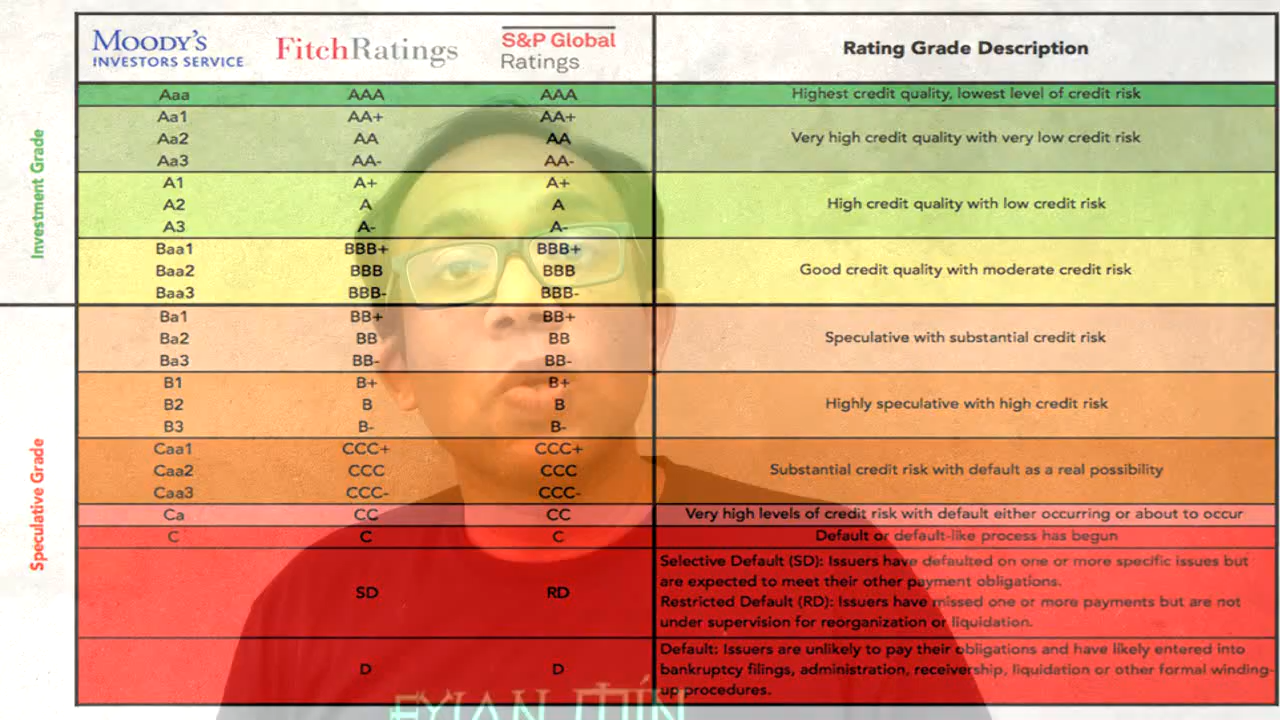 MOODY'S FitchRatings S&P Global Rating Grade Description
INVESTORS SERVICE Ratings
Aaa AAA AAA Highest credit quality, lowest level of credit risk
Aa1 AA+ AA+
Aa2 AA AA Very high credit quality with very low credit risk
Aa3 AA- AA-
A1 A+ A+
A2 A A High credit quality with low credit risk
A3 A- A-
Baa1 BBB+ BBB+
Baa2 BBB BBB Good credit quality with moderate credit risk
Baa3 BBB- BBB-
Investment Grade
Ba1 BB+ BB+
Ba2 BB BB Speculative with substantial credit risk
Ba3 BB- BB-
B1 B+ B+
B2 B B Highly speculative with high credit risk
B3 B- B-
Caa1 CCC+ CCC+
Caa2 CCC CCC Substantial credit risk with default as a real possibility
Caa3 CCC- CCC-
Ca CC CC Very high levels of credit risk with default either occurring or about to occur
C C C Default or default-like process has begun
Speculative Grade
SD RD
Selective Default (SD): Issuers have defaulted on one or more specific issues but
are expected to meet their other payment obligations.
Restricted Default (RD): Issuers have missed one or more payments but are not
under supervision for reorganization or liquidation.
D D
Default: Issuers are unlikely to pay their obligations and have likely entered into
bankruptcy filings, administration, receivership, liquidation or other formal winding-
up procedures.